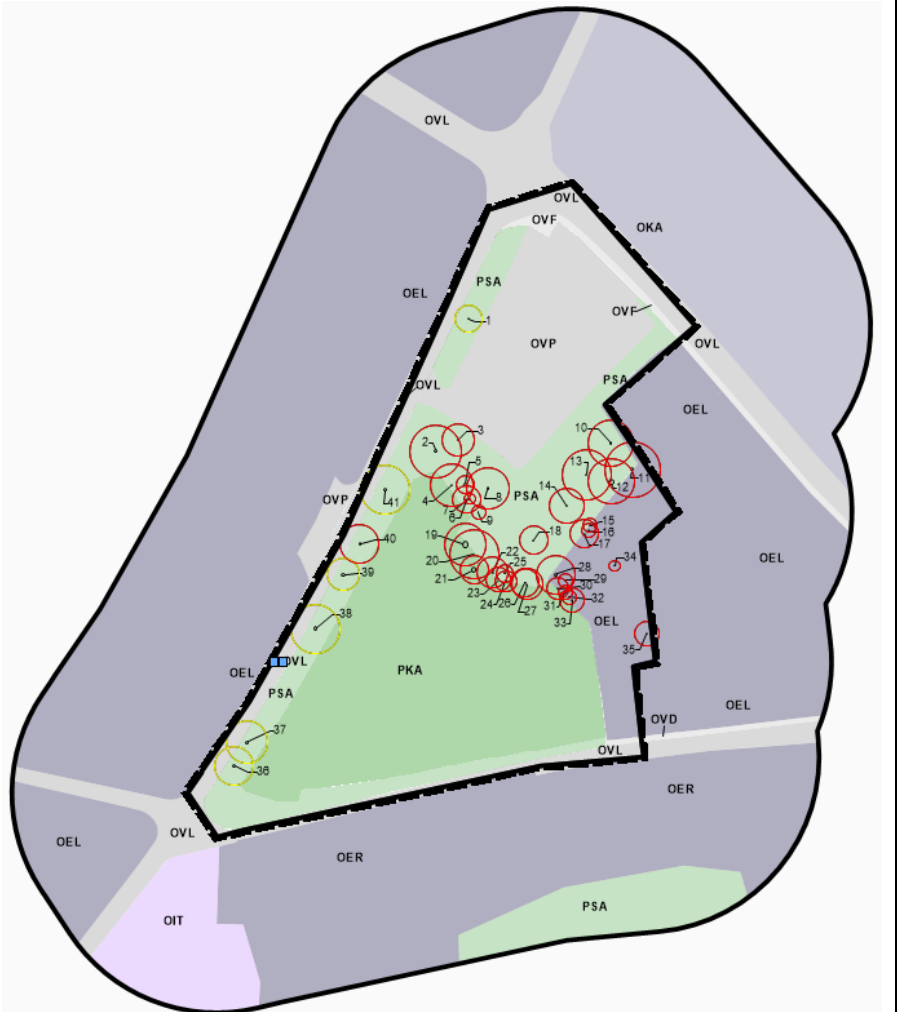 OVL
OVL
OVF
OKA
PSA
OEL
OVF
1
OVP
OVL
PSA
OVL
OEL
3
2
10
5
13
11
4
8
12
OVP
41
14
PSA
7
6
9
15
16
18
17
19
40
22
20
25
34
OEL
21
28
39
29
23
30
24
26
31
32
27
38
33
OEL
35
OEL
OVL
PKA
PSA
OEL
OVD
37
OVL
36
OER
OVL
OEL
OER
OIT
PSA